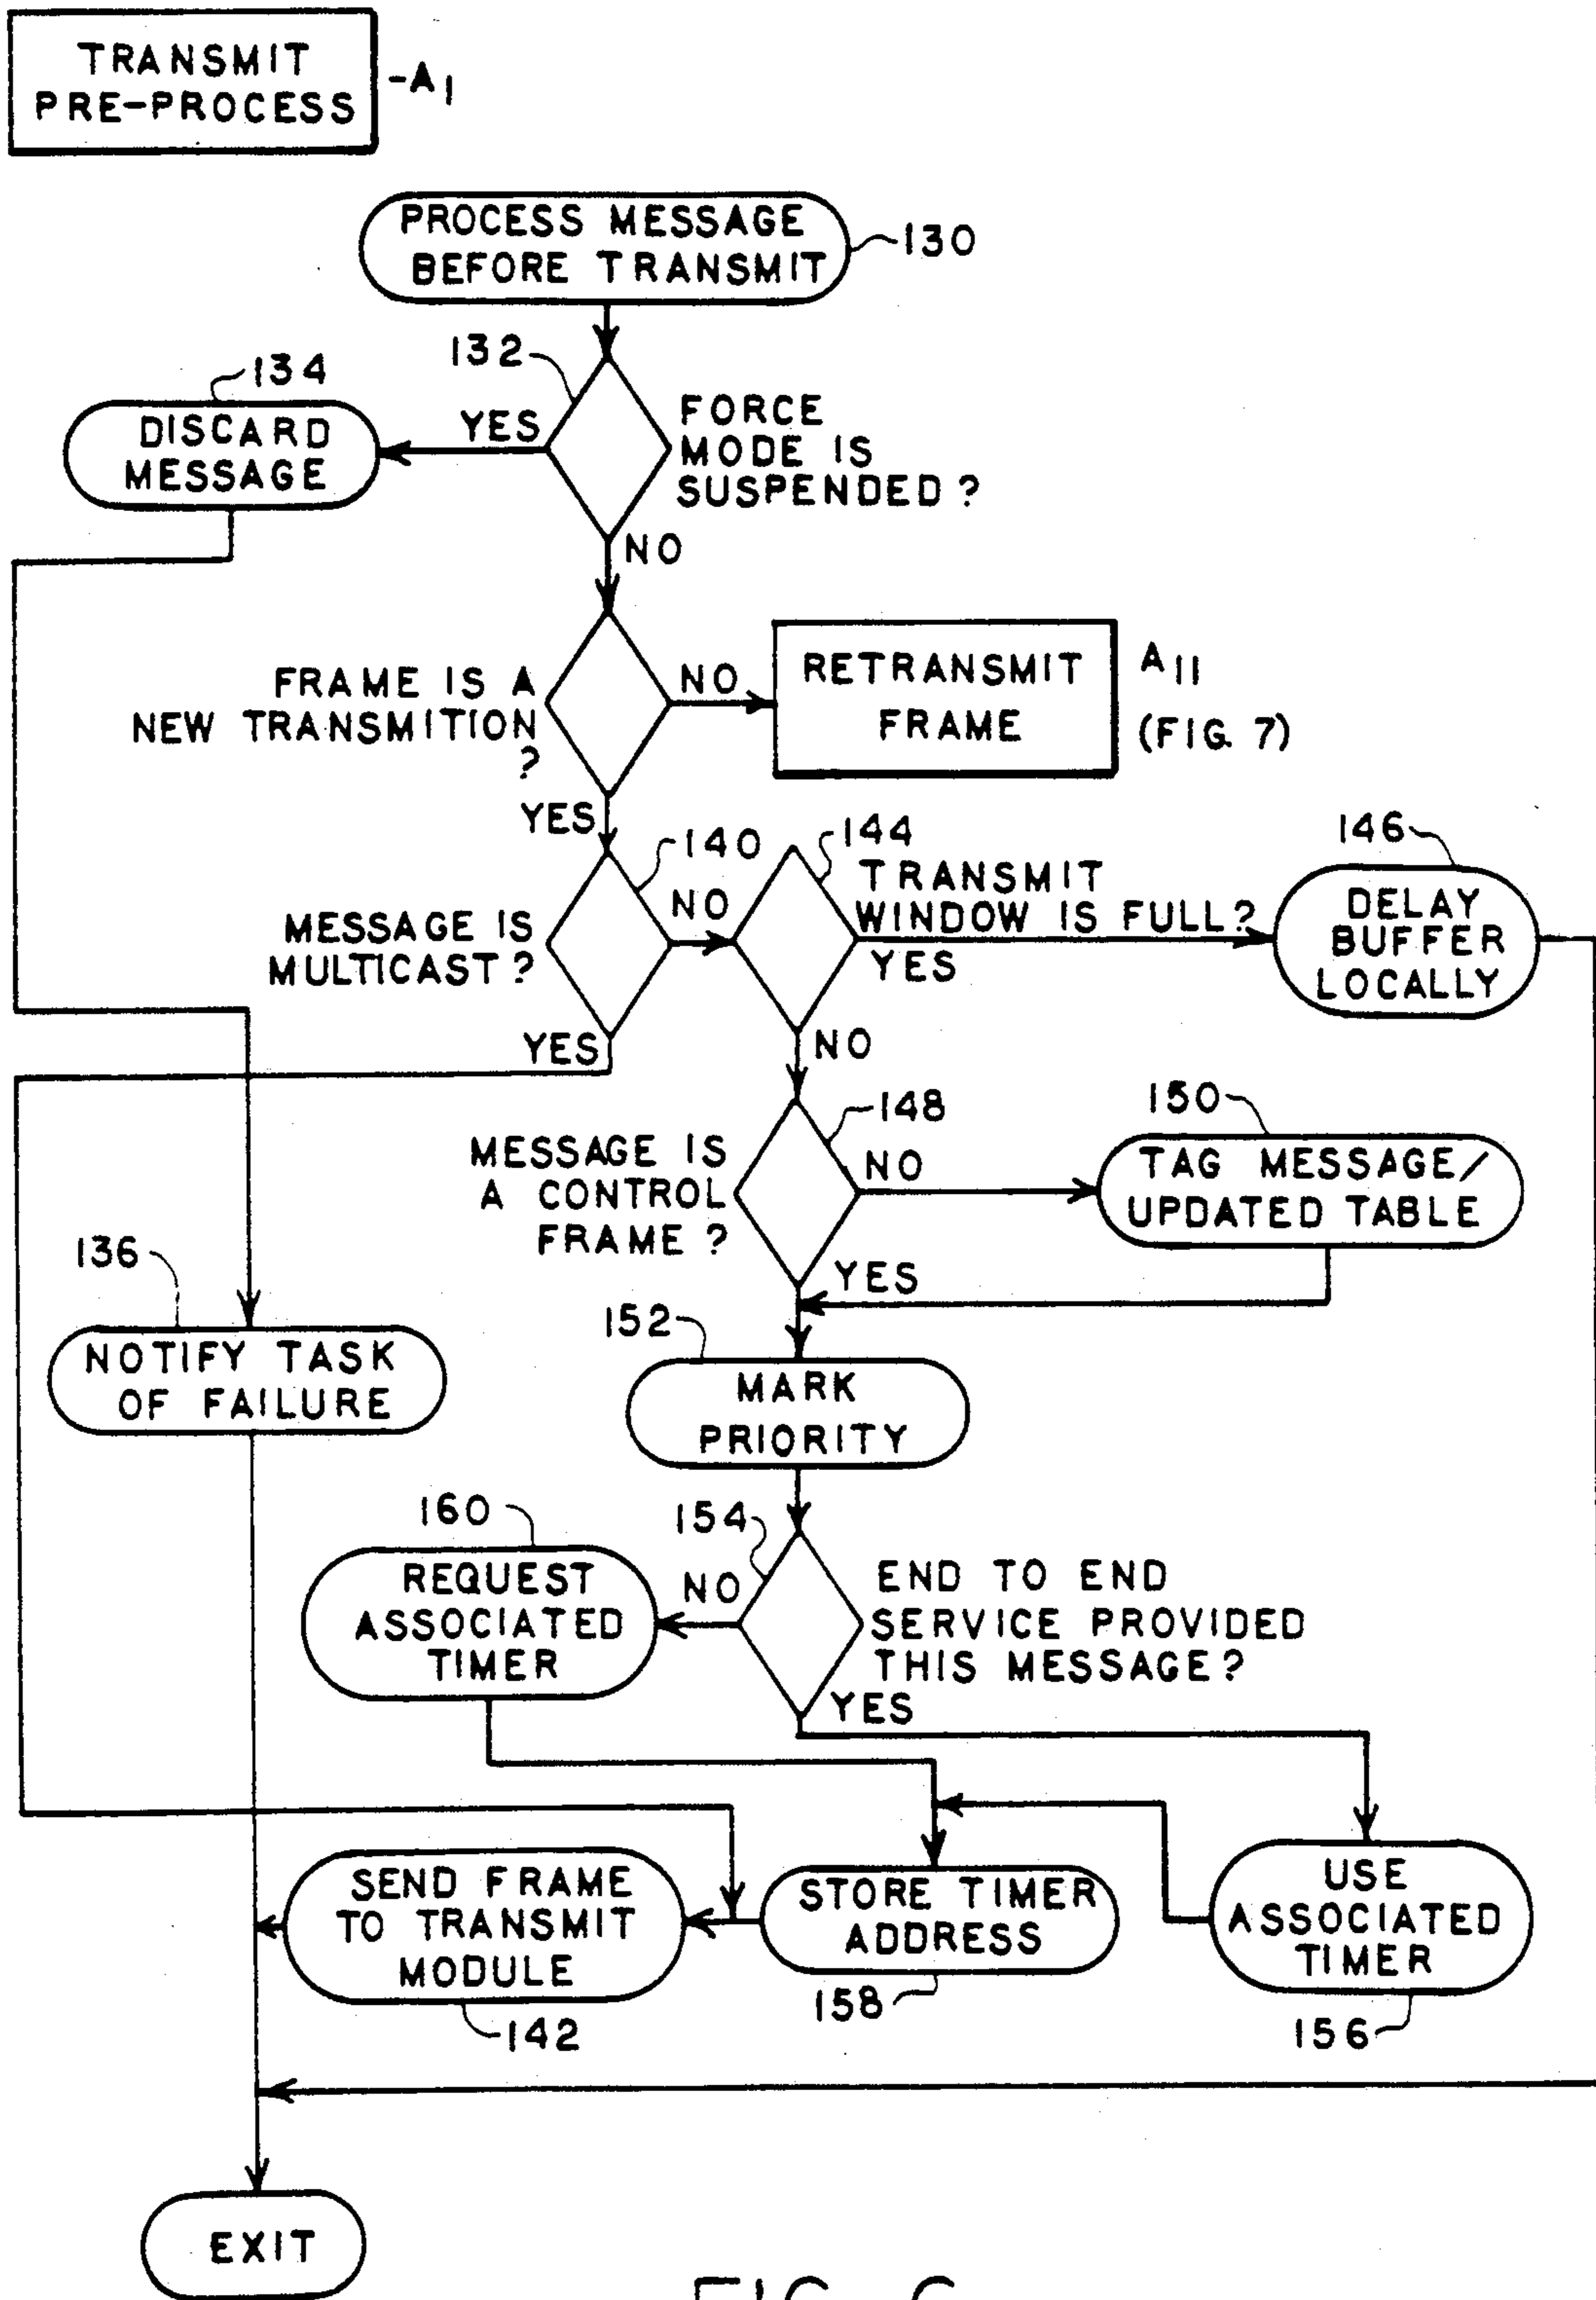 TRANSMIT
PRE-PROCESS
-A1
PROCESS MESSAGE
BEFORE TRANSMIT
130
132
134
DISCARD
MESSAGE
YES
FORCE
MODE IS
SUSPENDED ?
NO
FRAME IS A
NEW TRANSMITION
?
NO
RETRANSMIT
FRAME
A11
(FIG. 7)
YES
140
144
146
MESSAGE IS
MULTICAST ?
NO
TRANSMIT
WINDOW IS FULL?
YES
DELAY
BUFFER
LOCALLY
YES
NO
148
150
MESSAGE IS
A CONTROL
FRAME ?
NO
TAG MESSAGE/
UPDATED TABLE
YES
136
NOTIFY TASK
OF FAILURE
152
MARK
PRIORITY
160
154
REQUEST
ASSOCIATED
TIMER
NO
END TO END
SERVICE PROVIDED
THIS MESSAGE?
YES
SEND FRAME
TO TRANSMIT
MODULE
142
STORE TIMER
ADDRESS
158
USE
ASSOCIATED
TIMER
156
EXIT